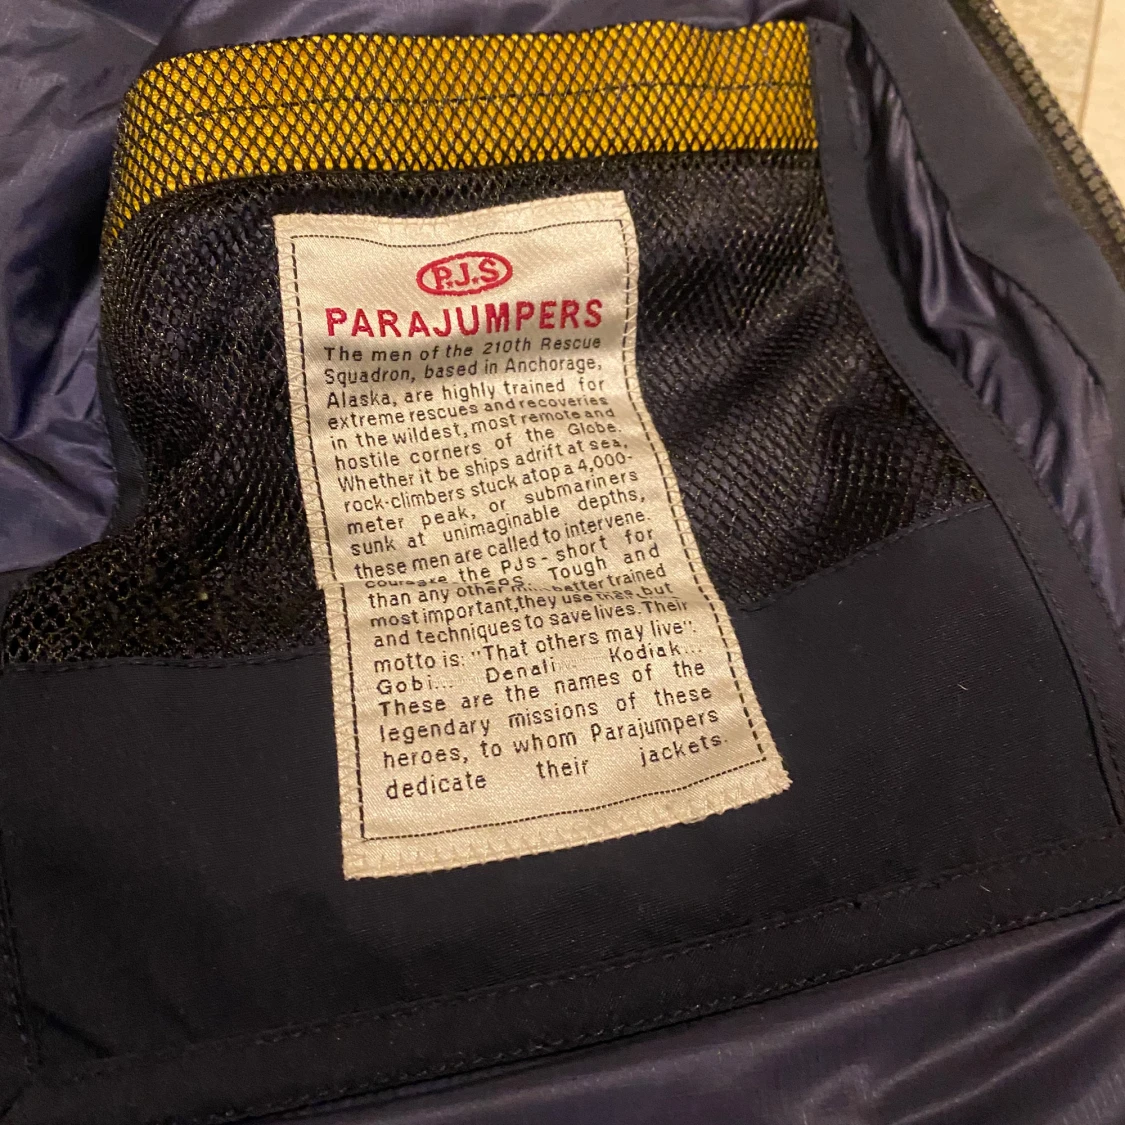 P.J.S
PARAJUMPERS
The men of the 210th Rescue
Squadron, based in Anchorage,
Alaska, are highly trained for
extreme rescues and recoveries
in the wildest, most remote and
hostile corners of the Globe.
Whether it be ships adrift at sea,
rock-climbers stuck atop a 4,000-
meter peak, or submariners
sunk at unimaginable depths,
these men are called to intervene.
the PJs - short for
Tough and
than any other better trained
most important, they use but
and techniques to save lives. Their
motto is: "That others may live".
Gobi... Denali... Kodiak...
These are the names of the
legendary missions of these
heroes, to whom Parajumpers
dedicate their jackets.